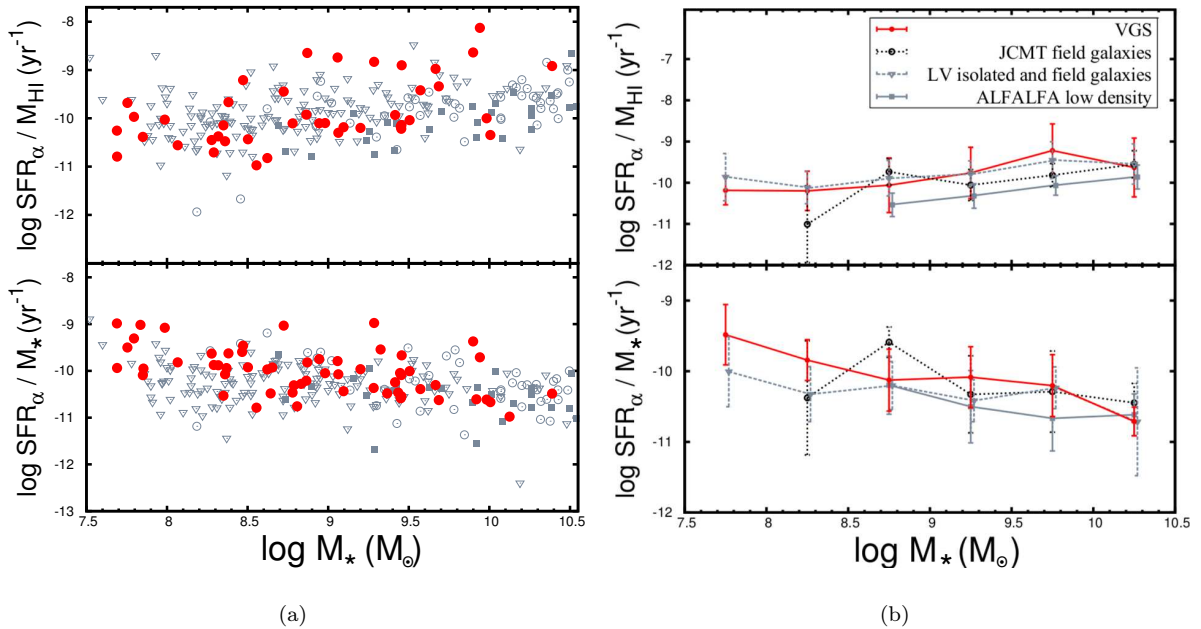 log SFRα / MHI (yr⁻¹)
-8
-9
-10
-11
-12
log SFRα / M* (yr⁻¹)
-8
-9
-10
-11
-12
-13
7.5 8 8.5 9 9.5 10 10.5
log M* (M⊙)
(a)
log SFRα / MHI (yr⁻¹)
-7
-9
-10
-11
-12
VGS
JCMT field galaxies
LV isolated and field galaxies
ALFALFA low density
log SFRα / M* (yr⁻¹)
-9
-10
-11
-12
7.5 8 8.5 9 9.5 10 10.5
log M* (M⊙)
(b)